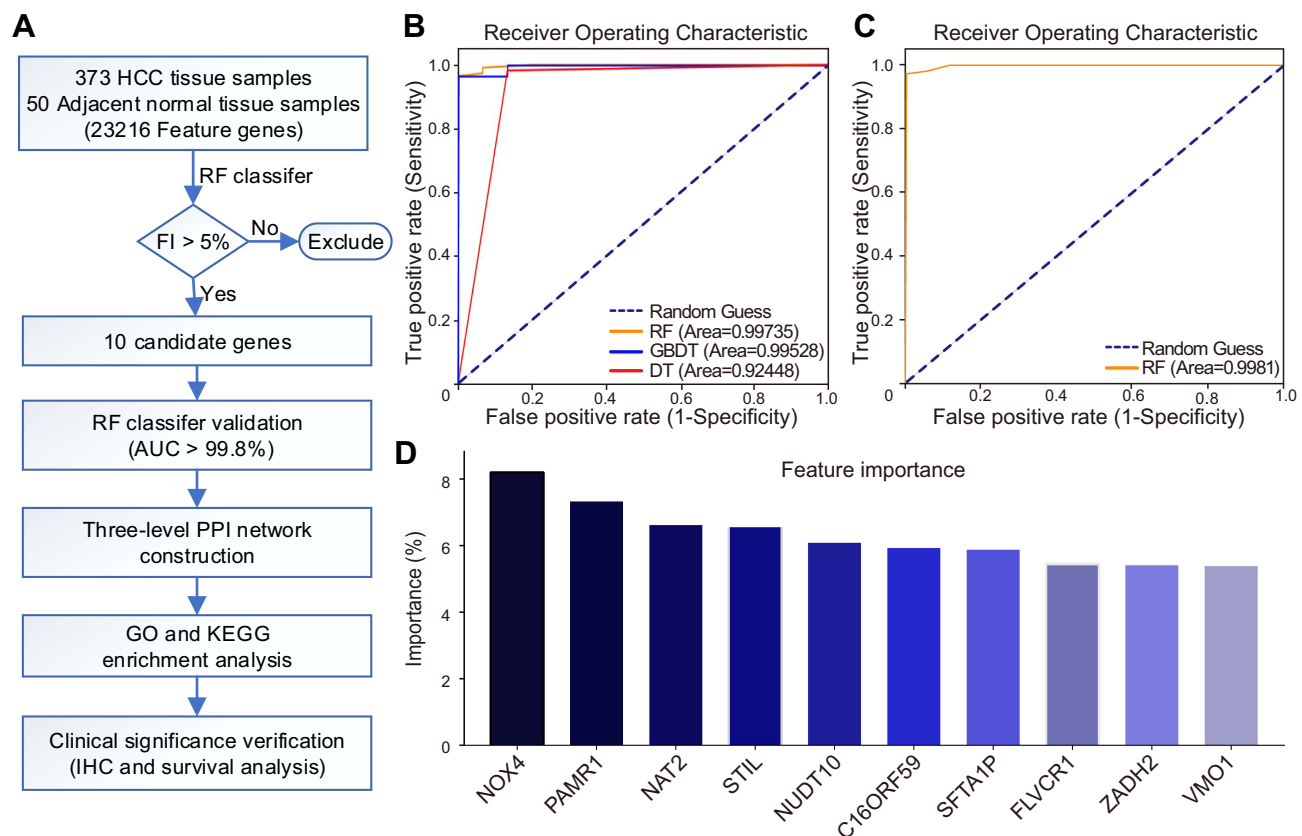 A
373 HCC tissue samples
50 Adjacent normal tissue samples
(23216 Feature genes)
RF classifer
FI > 5%
No
Exclude
Yes
10 candidate genes
RF classifer validation
(AUC > 99.8%)
Three-level PPI network
construction
GO and KEGG
enrichment analysis
Clinical significance verification
(IHC and survival analysis)
B
Receiver Operating Characteristic
True positive rate (Sensitivity)
1.0
0.8
0.6
0.4
0.2
0
0
0.2
0.4
0.6
0.8
1.0
Random Guess
RF (Area=0.99735)
GBDT (Area=0.99528)
DT (Area=0.92448)
False positive rate (1-Specificity)
C
Receiver Operating Characteristic
True positive rate (Sensitivity)
1.0
0.8
0.6
0.4
0.2
0
0
0.2
0.4
0.6
0.8
1.0
Random Guess
RF (Area=0.9981)
False positive rate (1-Specificity)
D
Feature importance
Importance (%)
8
6
4
2
0
NOX4
PAMR1
NAT2
STIL
NUDT10
C16ORF59
SFTA1P
FLVCR1
ZADH2
VMO1